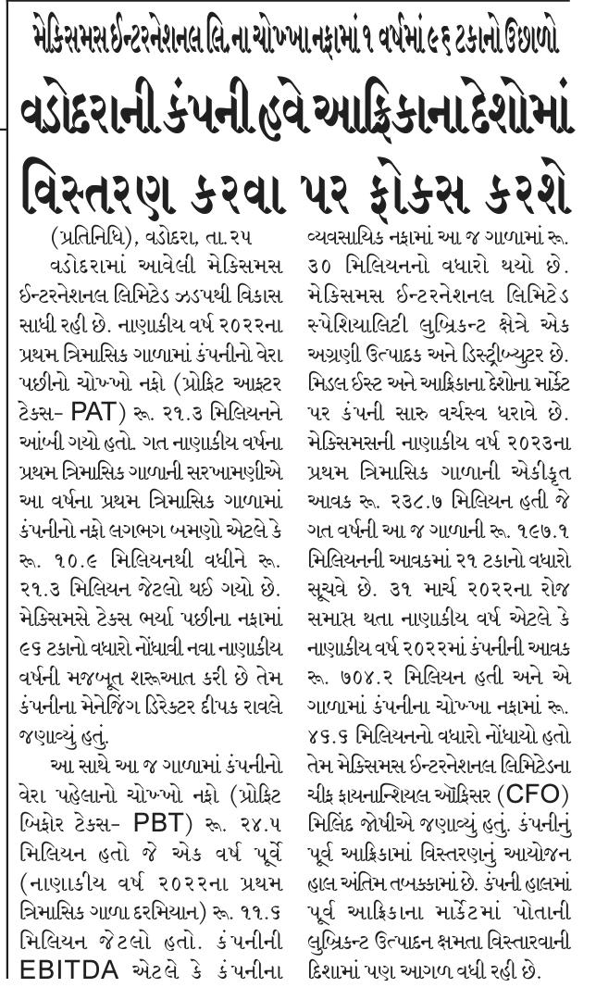 મેક્સિમસ ઈન્ટરનેશનલ લિ.ના ચોખ્ખા નફામાં ૧ વર્ષમાં ૯૬ ટકાનો ઉછાળો
વડોદરાની કંપની હવે આફ્રિકાના દેશોમાં
વિસ્તરણ કરવા પર ફોક્સ કરશે
(પ્રતિનિધિ), વડોદરા, તા.૨૫
વડોદરામાં આવેલી મેક્સિમસ
ઈન્ટરનેશનલ લિમિટેડ ઝડપથી વિકાસ
સાધી રહી છે. નાણાકીય વર્ષ ૨૦૨૨ના
પ્રથમ ત્રિમાસિક ગાળામાં કંપનીનો વેરા
પછીનો ચોખ્ખો નફો (પ્રોફિટ આફ્ટર
ટેક્સ- PAT) રૂ. ૨૧.૩ મિલિયનને
આંબી ગયો હતો. ગત નાણાકીય વર્ષના
પ્રથમ ત્રિમાસિક ગાળાની સરખામણીએ
આ વર્ષના પ્રથમ ત્રિમાસિક ગાળામાં
કંપનીનો નફો લગભગ બમણો એટલે કે
રૂ. ૧૦.૯ મિલિયનથી વધીને રૂ.
૨૧.૩ મિલિયન જેટલો થઈ ગયો છે.
મેક્સિમસે ટેક્સ ભર્યા પછીના નફામાં
૯૬ ટકાનો વધારો નોંધાવી નવા નાણાકીય
વર્ષની મજબૂત શરૂઆત કરી છે તેમ
કંપનીના મેનેજિંગ ડિરેક્ટર દીપક રાવલે
જણાવ્યું હતું.
આ સાથે આ જ ગાળામાં કંપનીનો
વેરા પહેલાનો ચોખ્ખો નફો (પ્રોફિટ
બિફોર ટેક્સ- PBT) રૂ. ૨૪.૫
મિલિયન હતો જે એક વર્ષ પૂર્વે
(નાણાકીય વર્ષ ૨૦૨૨ના પ્રથમ
ત્રિમાસિક ગાળા દરમિયાન) રૂ. ૧૧.૬
મિલિયન જેટલો હતો. કંપનીની
EBITDA એટલે કે કંપનીના
વ્યવસાયિક નફામાં આ જ ગાળામાં રૂ.
૩૦ મિલિયનનો વધારો થયો છે.
મેક્સિમસ ઈન્ટરનેશનલ લિમિટેડ
સ્પેશિયાલિટી લુબ્રિકન્ટ ક્ષેત્રે એક
અગ્રણી ઉત્પાદક અને ડિસ્ટ્રીબ્યુટર છે.
મિડલ ઈસ્ટ અને આફ્રિકાના દેશોના માર્કેટ
પર કંપની સારુ વર્ચસ્વ ધરાવે છે.
મેક્સિમસની નાણાકીય વર્ષ ૨૦૨૩ના
પ્રથમ ત્રિમાસિક ગાળાની એકીકૃત
આવક રૂ. ૨૩૮.૭ મિલિયન હતી જે
ગત વર્ષની આ જ ગાળાની રૂ. ૧૯૭.૧
મિલિયનની આવકમાં ૨૧ ટકાનો વધારો
સૂચવે છે. ૩૧ માર્ચ ૨૦૨૨ના રોજ
સમાપ્ત થતા નાણાકીય વર્ષ એટલે કે
નાણાકીય વર્ષ ૨૦૨૨માં કંપનીની આવક
રૂ. ૭૦૪.૨ મિલિયન હતી અને એ
ગાળામાં કંપનીના ચોખ્ખા નફામાં રૂ.
૪૬.૬ મિલિયનનો વધારો નોંધાયો હતો
તેમ મેક્સિમસ ઈન્ટરનેશનલ લિમિટેડના
ચીફ ફાયનાન્શિયલ ઑફિસર (CFO)
મિલિંદ જોષીએ જણાવ્યું હતું. કંપનીનું
પૂર્વ આફ્રિકામાં વિસ્તરણનું આયોજન
હાલ અંતિમ તબક્કામાં છે. કંપની હાલમાં
પૂર્વ આફ્રિકાના માર્કેટમાં પોતાની
લુબ્રિકન્ટ ઉત્પાદન ક્ષમતા વિસ્તારવાની
દિશામાં પણ આગળ વધી રહી છે.